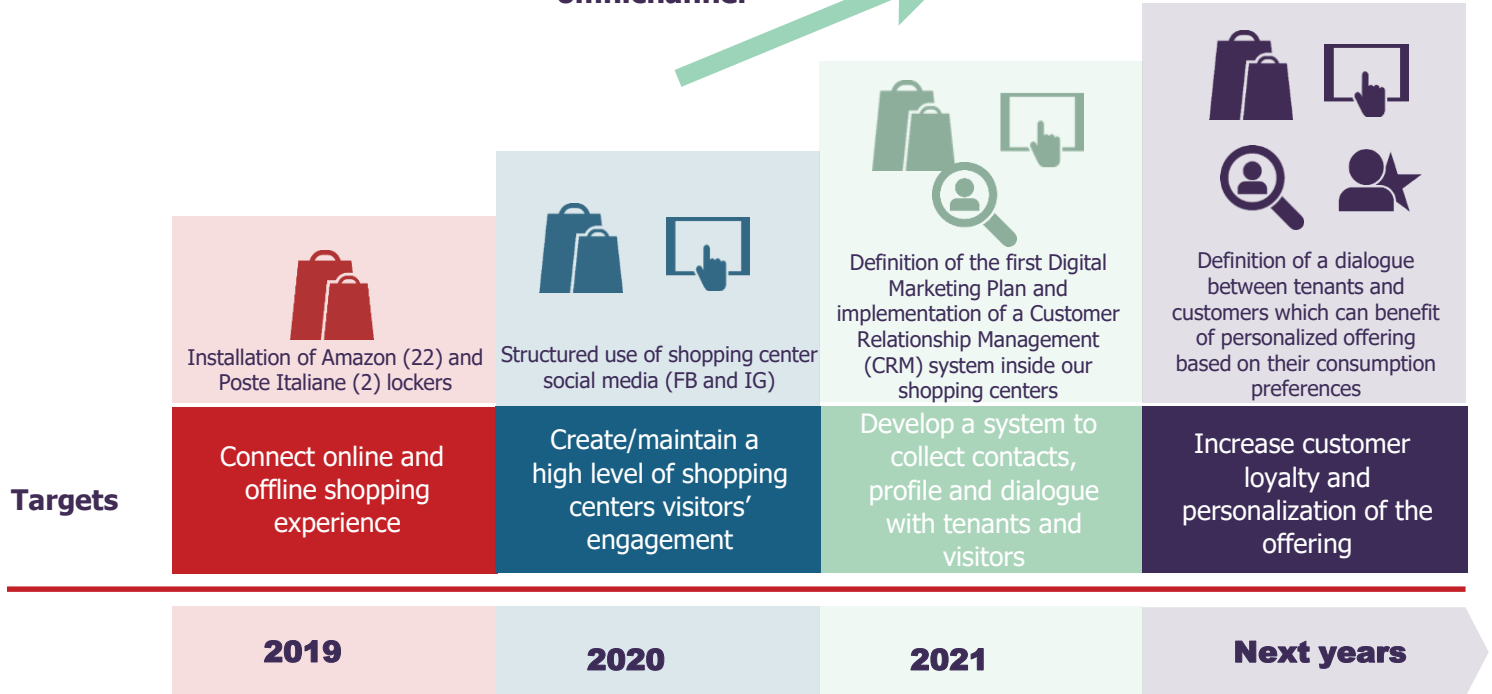 omnichannel
Installation of Amazon (22) and
Poste Italiane (2) lockers
Structured use of shopping center
social media (FB and IG)
Definition of the first Digital
Marketing Plan and
implementation of a Customer
Relationship Management
(CRM) system inside our
shopping centers
Definition of a dialogue
between tenants and
customers which can benefit
of personalized offering
based on their consumption
preferences
Targets
Connect online and
offline shopping
experience
Create/maintain a
high level of shopping
centers visitors’
engagement
Develop a system to
collect contacts,
profile and dialogue
with tenants and
visitors
Increase customer
loyalty and
personalization of the
offering
2019
2020
2021
Next years